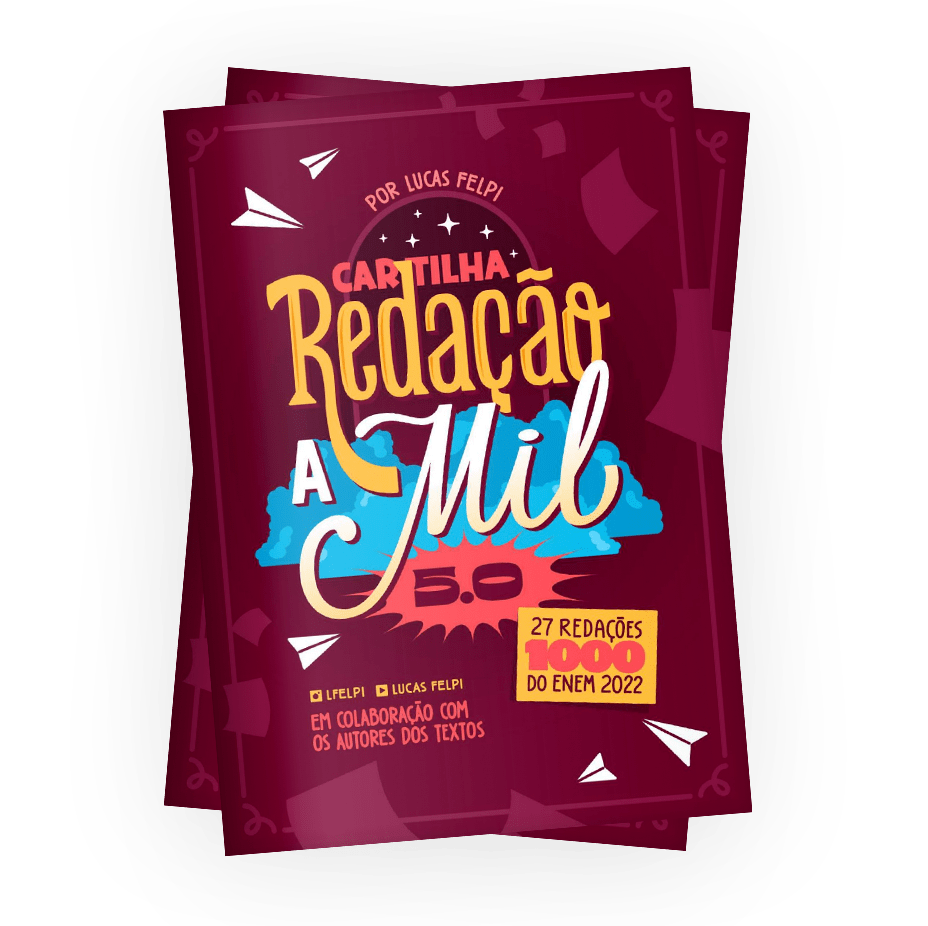 POR LUCAS FELPI
CARTILHA
Redação
A Mil
5.0
27 REDAÇÕES
1000
DO ENEM 2022
LFELPI LUCAS FELPI
EM COLABORAÇÃO COM
OS AUTORES DOS TEXTOS